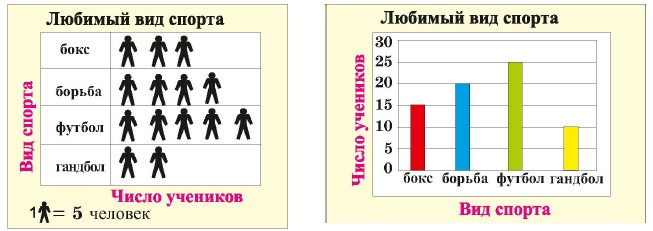 Любимый вид спорта
Вид спорта
бокс
борьба
футбол
гандбол
Число учеников
1 = 5 человек
Любимый вид спорта
Число учеников
30
25
20
15
10
5
0
бокс борьба футбол гандбол
Вид спорта